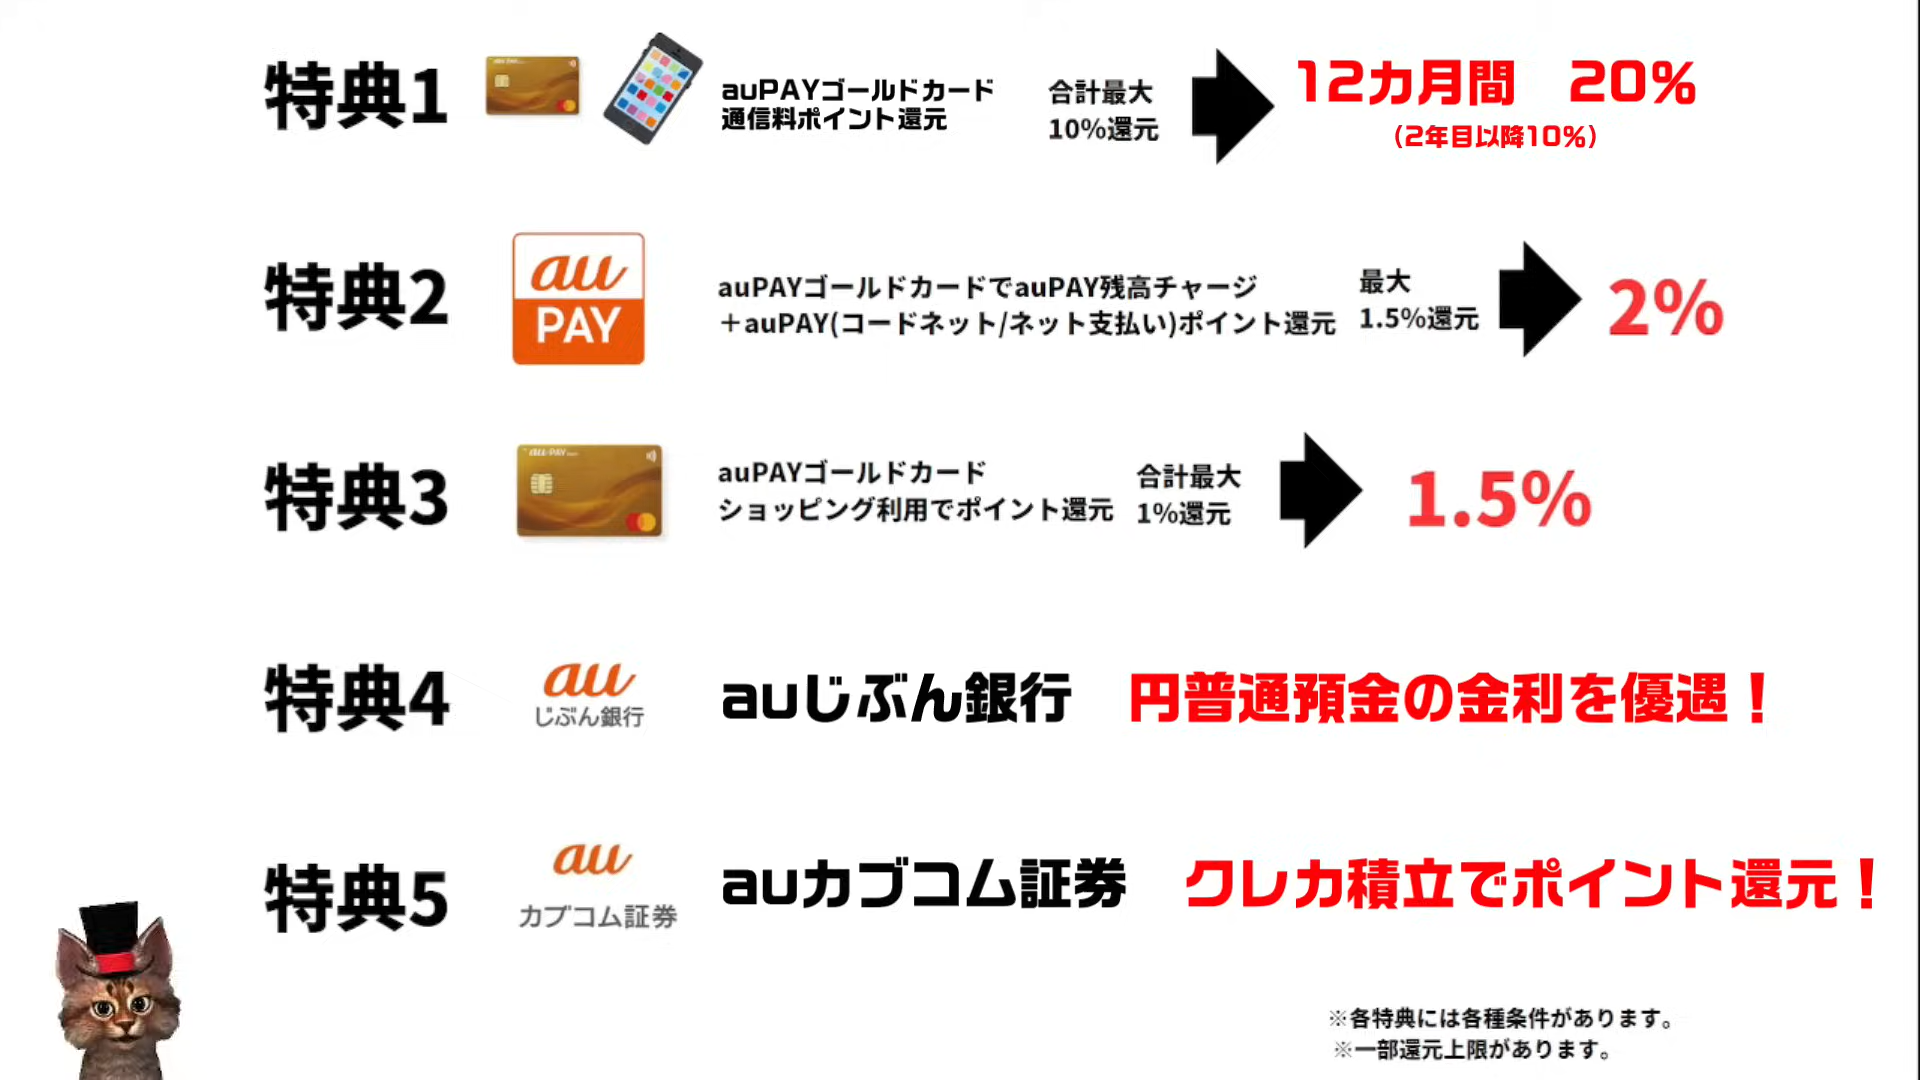 特典1
auPAYゴールドカード
通信料ポイント還元
合計最大
10%還元
12カ月間 20%
(2年目以降10%)
特典2
au
PAY
auPAYゴールドカードでauPAY残高チャージ
＋auPAY(コードネット/ネット支払い)ポイント還元
最大
1.5%還元
2%
特典3
au PAY
auPAYゴールドカード
ショッピング利用でポイント還元
合計最大
1%還元
1.5%
特典4
au
じぶん銀行
auじぶん銀行 円普通預金の金利を優遇！
特典5
au
カブコム証券
auカブコム証券 クレカ積立でポイント還元！
※各特典には各種条件があります。
※一部還元上限があります。